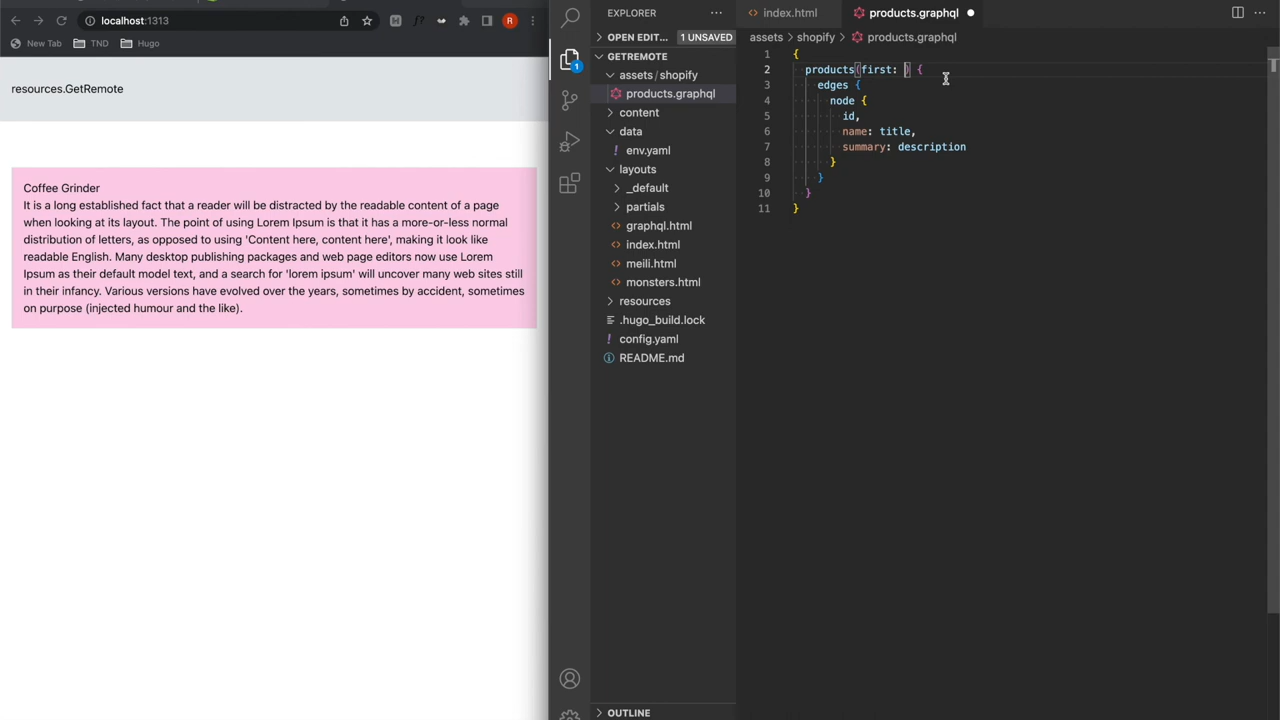 localhost:1313
New Tab
TND
Hugo
resources.GetRemote
Coffee Grinder
It is a long established fact that a reader will be distracted by the readable content of a page
when looking at its layout. The point of using Lorem Ipsum is that it has a more-or-less normal
distribution of letters, as opposed to using 'Content here, content here', making it look like
readable English. Many desktop publishing packages and web page editors now use Lorem
Ipsum as their default model text, and a search for 'lorem ipsum' will uncover many web sites still
in their infancy. Various versions have evolved over the years, sometimes by accident, sometimes
on purpose (injected humour and the like).
EXPLORER
OPEN EDIT... 1 UNSAVED
GETREMOTE
assets / shopify
products.graphql
content
data
env.yaml
layouts
_default
partials
graphql.html
index.html
meili.html
monsters.html
resources
.hugo_build.lock
config.yaml
README.md
OUTLINE
index.html
products.graphql
assets > shopify > products.graphql
1 {
2 products(first: ) {
3 edges {
4 node {
5 id,
6 name: title,
7 summary: description
8 }
9 }
10 }
11 }